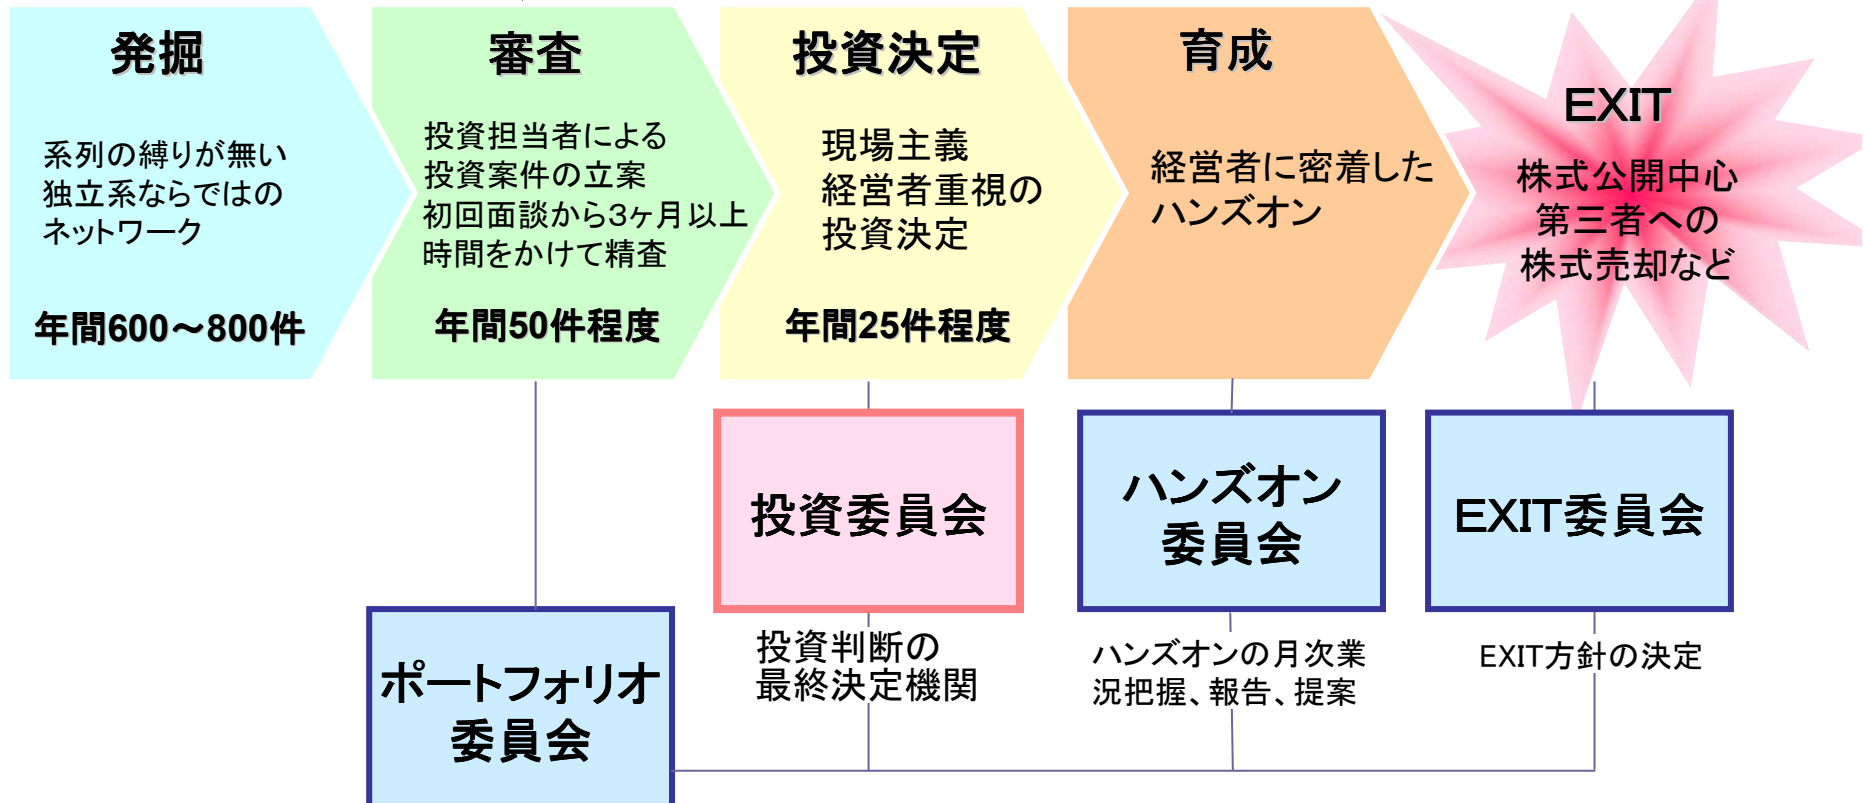 発掘
系列の縛りが無い
独立系ならではの
ネットワーク
年間600～800件
審査
投資担当者による
投資案件の立案
初回面談から3ヶ月以上
時間をかけて精査
年間50件程度
投資決定
現場主義
経営者重視の
投資決定
年間25件程度
育成
経営者に密着した
ハンズオン
EXIT
株式公開中心
第三者への
株式売却など
投資委員会
投資判断の
最終決定機関
ハンズオン
委員会
ハンズオンの月次業
況把握、報告、提案
EXIT委員会
EXIT方針の決定
ポートフォリオ
委員会